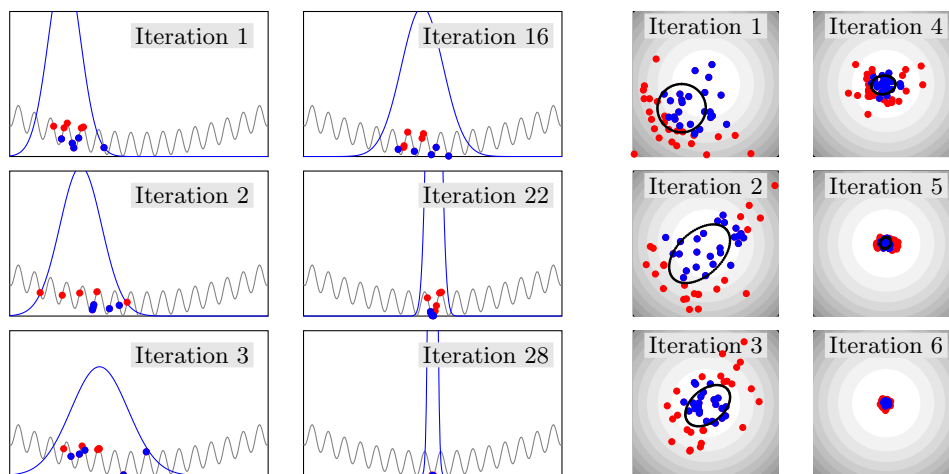 Iteration 1
Iteration 16
Iteration 1
Iteration 4
Iteration 2
Iteration 22
Iteration 2
Iteration 5
Iteration 3
Iteration 28
Iteration 3
Iteration 6